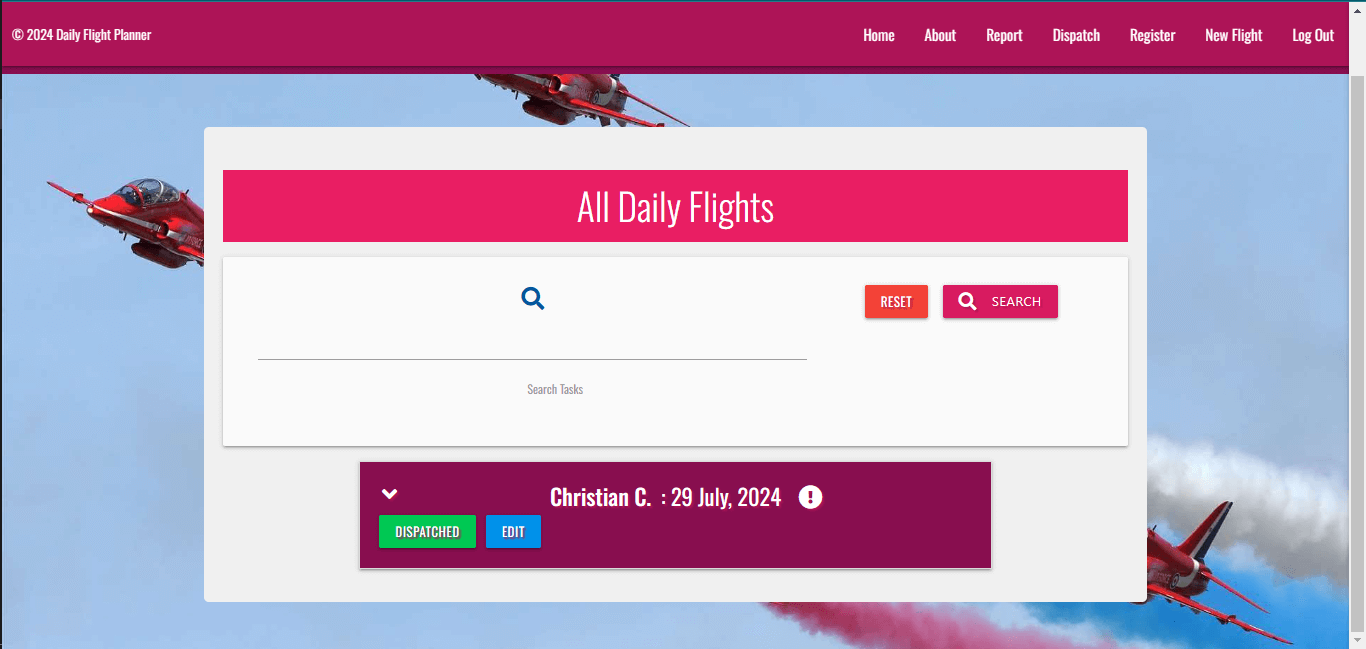 © 2024 Daily Flight Planner
Home About Report Dispatch Register New Flight Log Out
All Daily Flights
RESET SEARCH
Search Tasks
Christian C. : 29 July, 2024
DISPATCHED EDIT